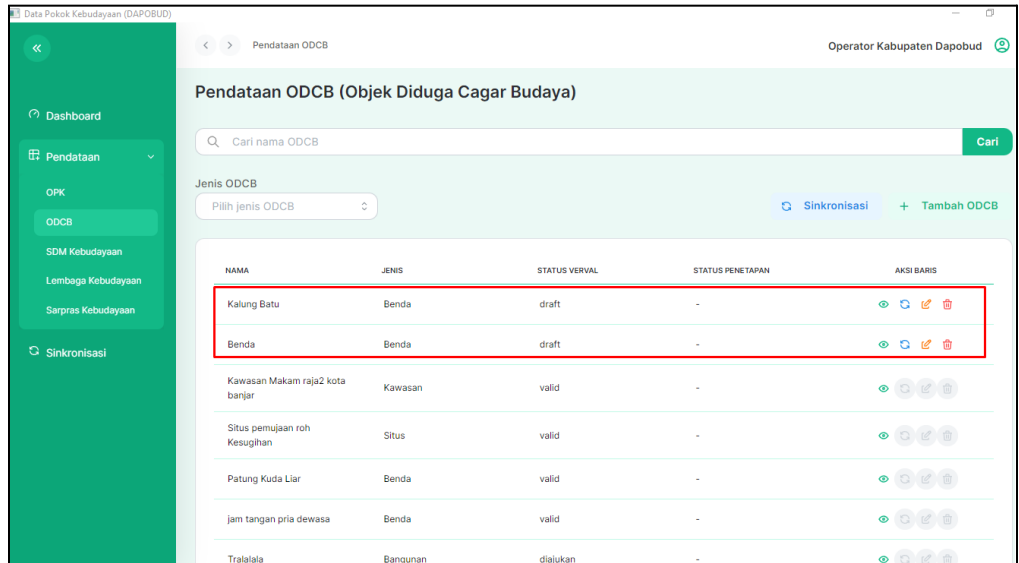 Data Pokok Kebudayaan (DAPOBUD)
Pendataan ODCB
Operator Kabupaten Dapobud
Dashboard
Pendataan
OPK
ODCB
SDM Kebudayaan
Lembaga Kebudayaan
Sarpras Kebudayaan
Sinkronisasi
Pendataan ODCB (Objek Diduga Cagar Budaya)
Cari nama ODCB
Cari
Jenis ODCB
Pilih jenis ODCB
Sinkronisasi
+ Tambah ODCB
NAMA JENIS STATUS VERVAL STATUS PENETAPAN AKSI BARIS
Kalung Batu Benda draft -
Benda Benda draft -
Kawasan Makam raja2 kota
banjar
Kawasan valid -
Situs pemujaan roh
Kesugihan
Situs valid -
Patung Kuda Liar Benda valid -
jam tangan pria dewasa Benda valid -
Tralalala Bangunan diajukan -